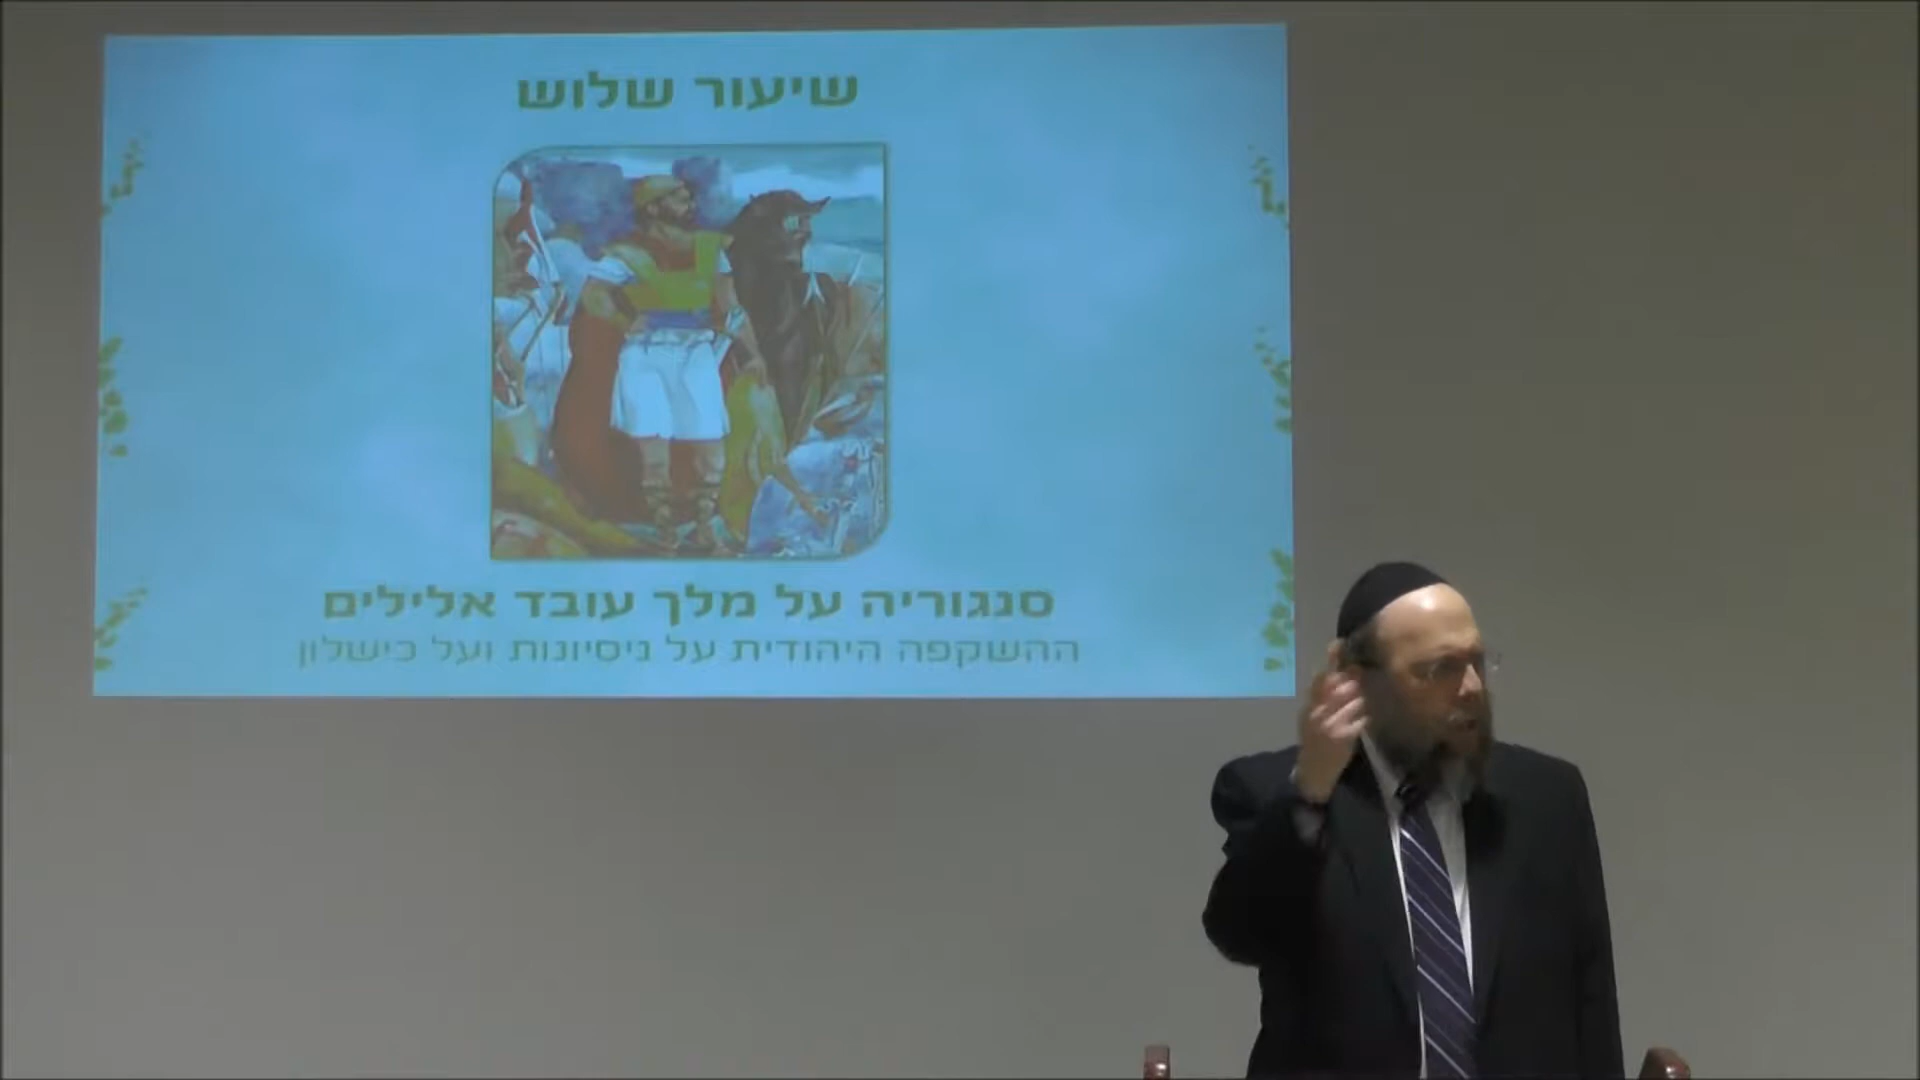 שיעור שלוש
סנגוריה על מלך עובד אלילים
ההשקפה היהודית על ניסיונות ועל כישלון